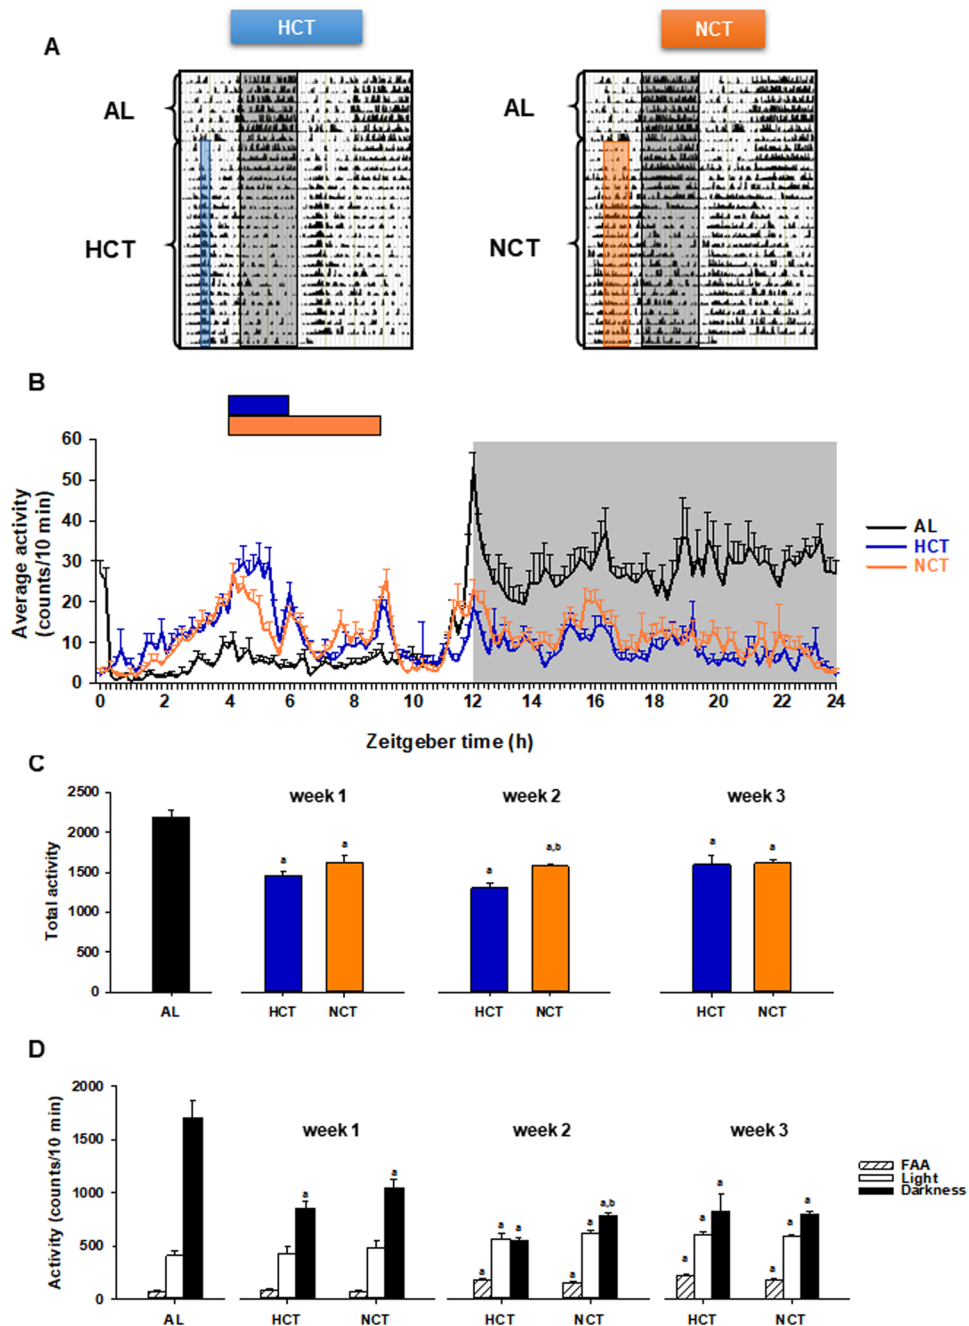 HCT
NCT
A
AL
HCT
AL
NCT
B
60
50
40
30
20
10
0
Average activity
(counts/10 min)
0 2 4 6 8 10 12 14 16 18 20 22 24
Zeitgeber time (h)
AL
HCT
NCT
C
2500
2000
1500
1000
500
0
Total activity
week 1
week 2
week 3
a
a
a
a,b
a
a
AL
HCT
NCT
HCT
NCT
HCT
NCT
D
2000
1500
1000
500
0
Activity (counts/10 min)
week 1
week 2
week 3
a
a
a
a
a
a
a
a,b
a
a
a
a
a
a
FAA
Light
Darkness
AL
HCT
NCT
HCT
NCT
HCT
NCT